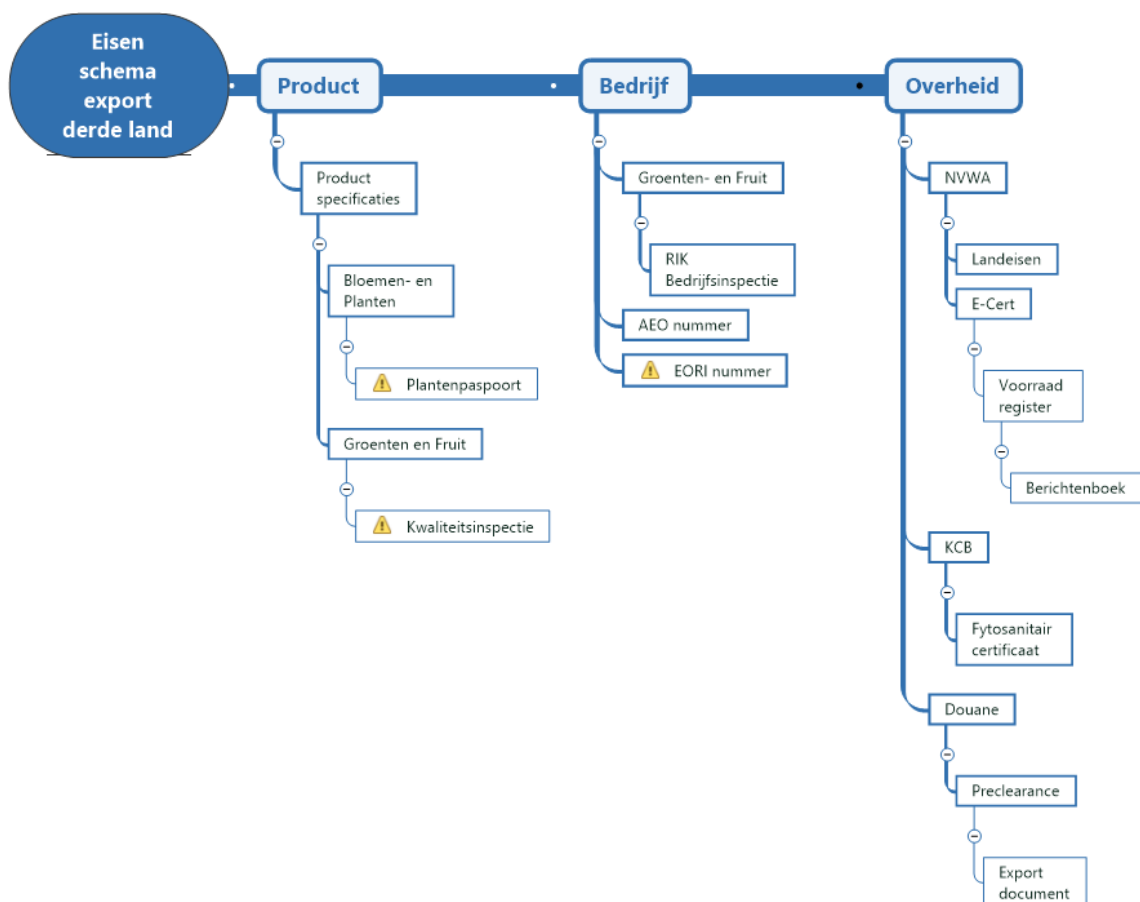 Eisen
schema
export
derde land
Product
Product
specificaties
Bloemen- en
Planten
Plantenpaspoort
Groenten en Fruit
Kwaliteitsinspectie
Bedrijf
Groenten- en Fruit
RIK
Bedrijfsinspectie
AEO nummer
EORI nummer
Overheid
NVWA
Landeisen
E-Cert
Voorraad
register
Berichtenboek
KCB
Fytosanitair
certificaat
Douane
Preclearance
Export
document